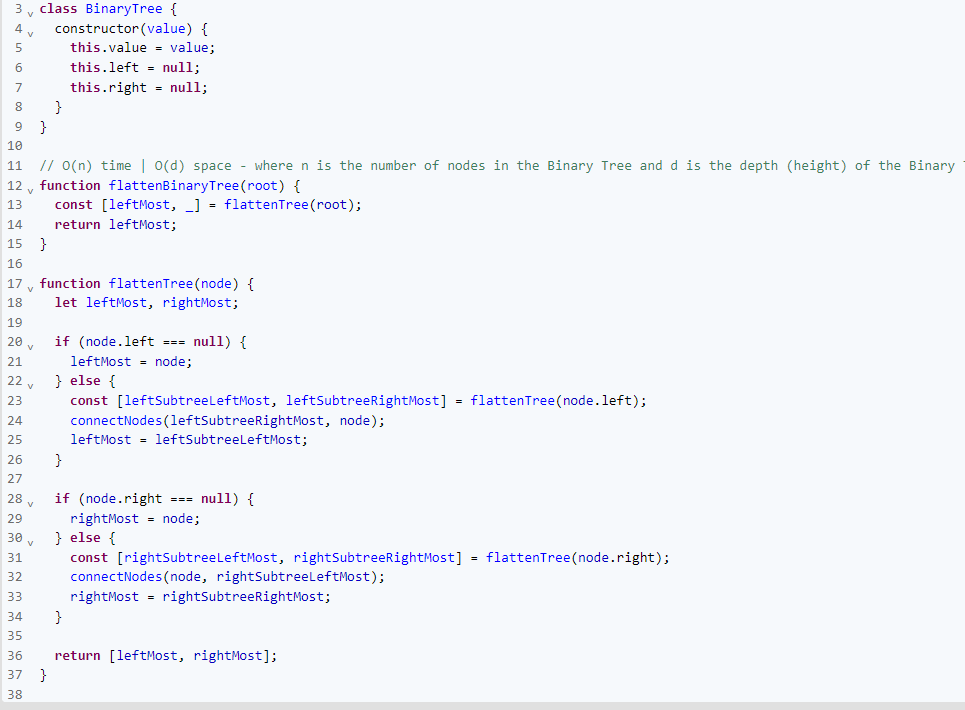 3 class BinaryTree {
4   constructor(value) {
5     this.value = value;
6     this.left = null;
7     this.right = null;
8   }
9 }
10
11 // O(n) time | O(d) space - where n is the number of nodes in the Binary Tree and d is the depth (height) of the Binary
12 function flattenBinaryTree(root) {
13   const [leftMost, _] = flattenTree(root);
14   return leftMost;
15 }
16
17 function flattenTree(node) {
18   let leftMost, rightMost;
19
20   if (node.left === null) {
21     leftMost = node;
22   } else {
23     const [leftSubtreeLeftMost, leftSubtreeRightMost] = flattenTree(node.left);
24     connectNodes(leftSubtreeRightMost, node);
25     leftMost = leftSubtreeLeftMost;
26   }
27
28   if (node.right === null) {
29     rightMost = node;
30   } else {
31     const [rightSubtreeLeftMost, rightSubtreeRightMost] = flattenTree(node.right);
32     connectNodes(node, rightSubtreeLeftMost);
33     rightMost = rightSubtreeRightMost;
34   }
35
36   return [leftMost, rightMost];
37 }
38